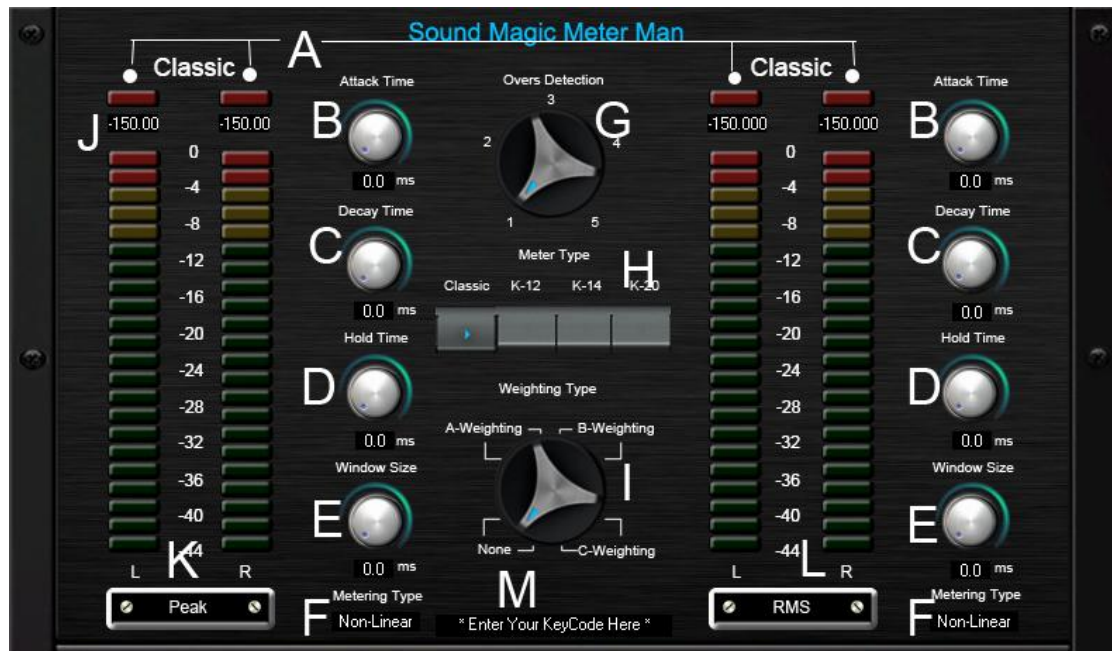 Sound Magic Meter Man
A
Classic
Classic
Attack Time
Overs Detection
Attack Time
J
-150.00
-150.00
B
0.0 ms
1
2
3
4
5
G
-150.000
-150.000
B
0.0 ms
0
-4
-8
-12
-16
-20
-24
-28
-32
-36
-40
-44
Decay Time
C
0.0 ms
Hold Time
D
0.0 ms
Window Size
E
0.0 ms
Metering Type
F
Non-Linear
Meter Type
H
Classic K-12 K-14 K-20
Weighting Type
A-Weighting
B-Weighting
I
None
C-Weighting
M
* Enter Your KeyCode Here *
0
-4
-8
-12
-16
-20
-24
-28
-32
-36
-40
-44
Decay Time
C
0.0 ms
Hold Time
D
0.0 ms
Window Size
E
0.0 ms
Metering Type
F
Non-Linear
L K R
Peak
L L R
RMS